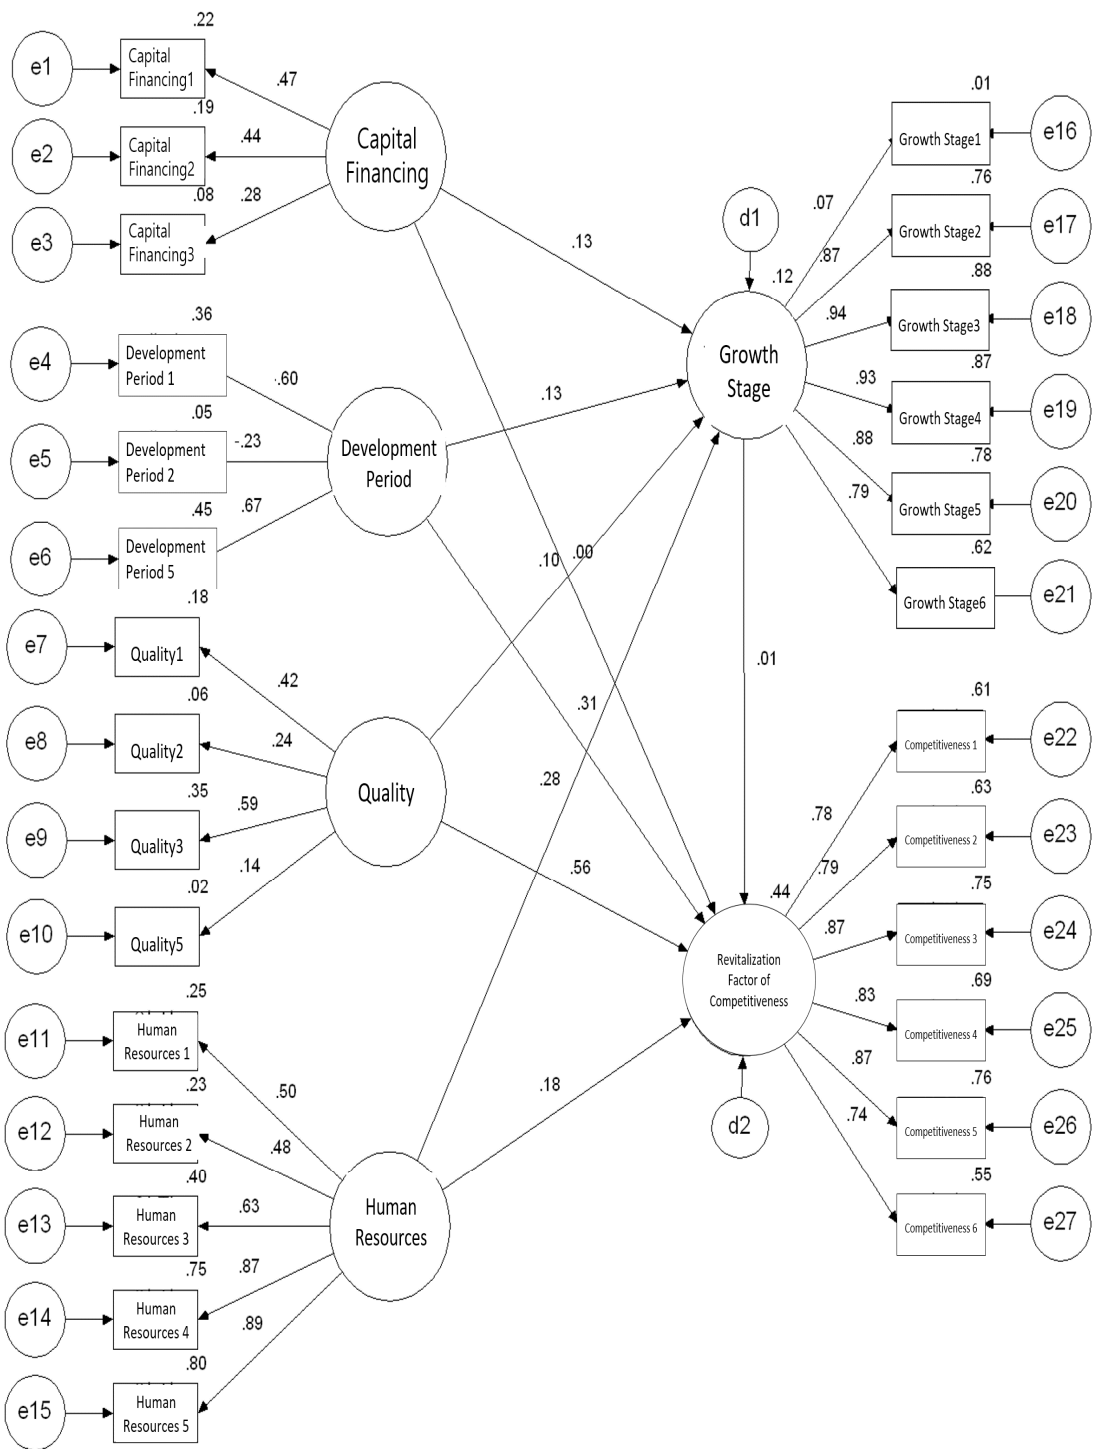 .22
e1
Capital
Financing1
.47
.19
e2
Capital
Financing2
.44
.08
.28
e3
Capital
Financing3
Capital
Financing
.36
e4
Development
Period 1
-.60
.05
e5
Development
Period 2
-.23
.45
.67
e6
Development
Period 5
Development
Period
.18
e7
Quality1
.42
.06
e8
Quality2
.24
.35
.59
e9
Quality3
.14
.02
e10
Quality5
Quality
.25
e11
Human
Resources 1
.50
.23
e12
Human
Resources 2
.48
.40
.63
e13
Human
Resources 3
.75
.87
e14
Human
Resources 4
.89
.80
e15
Human
Resources 5
Human
Resources
.13
.13
.10
.00
.31
.28
.56
.18
.01
d1
.12
Growth
Stage
.01
Growth Stage1
e16
.07
.76
Growth Stage2
e17
.87
.88
Growth Stage3
e18
.94
.87
Growth Stage4
e19
.93
.78
Growth Stage5
e20
.88
.62
Growth Stage6
e21
.79
.44
Revitalization
Factor of
Competitiveness
d2
.61
Competitiveness 1
e22
.78
.63
Competitiveness 2
e23
.79
.75
Competitiveness 3
e24
.87
.69
Competitiveness 4
e25
.83
.76
Competitiveness 5
e26
.87
.55
Competitiveness 6
e27
.74